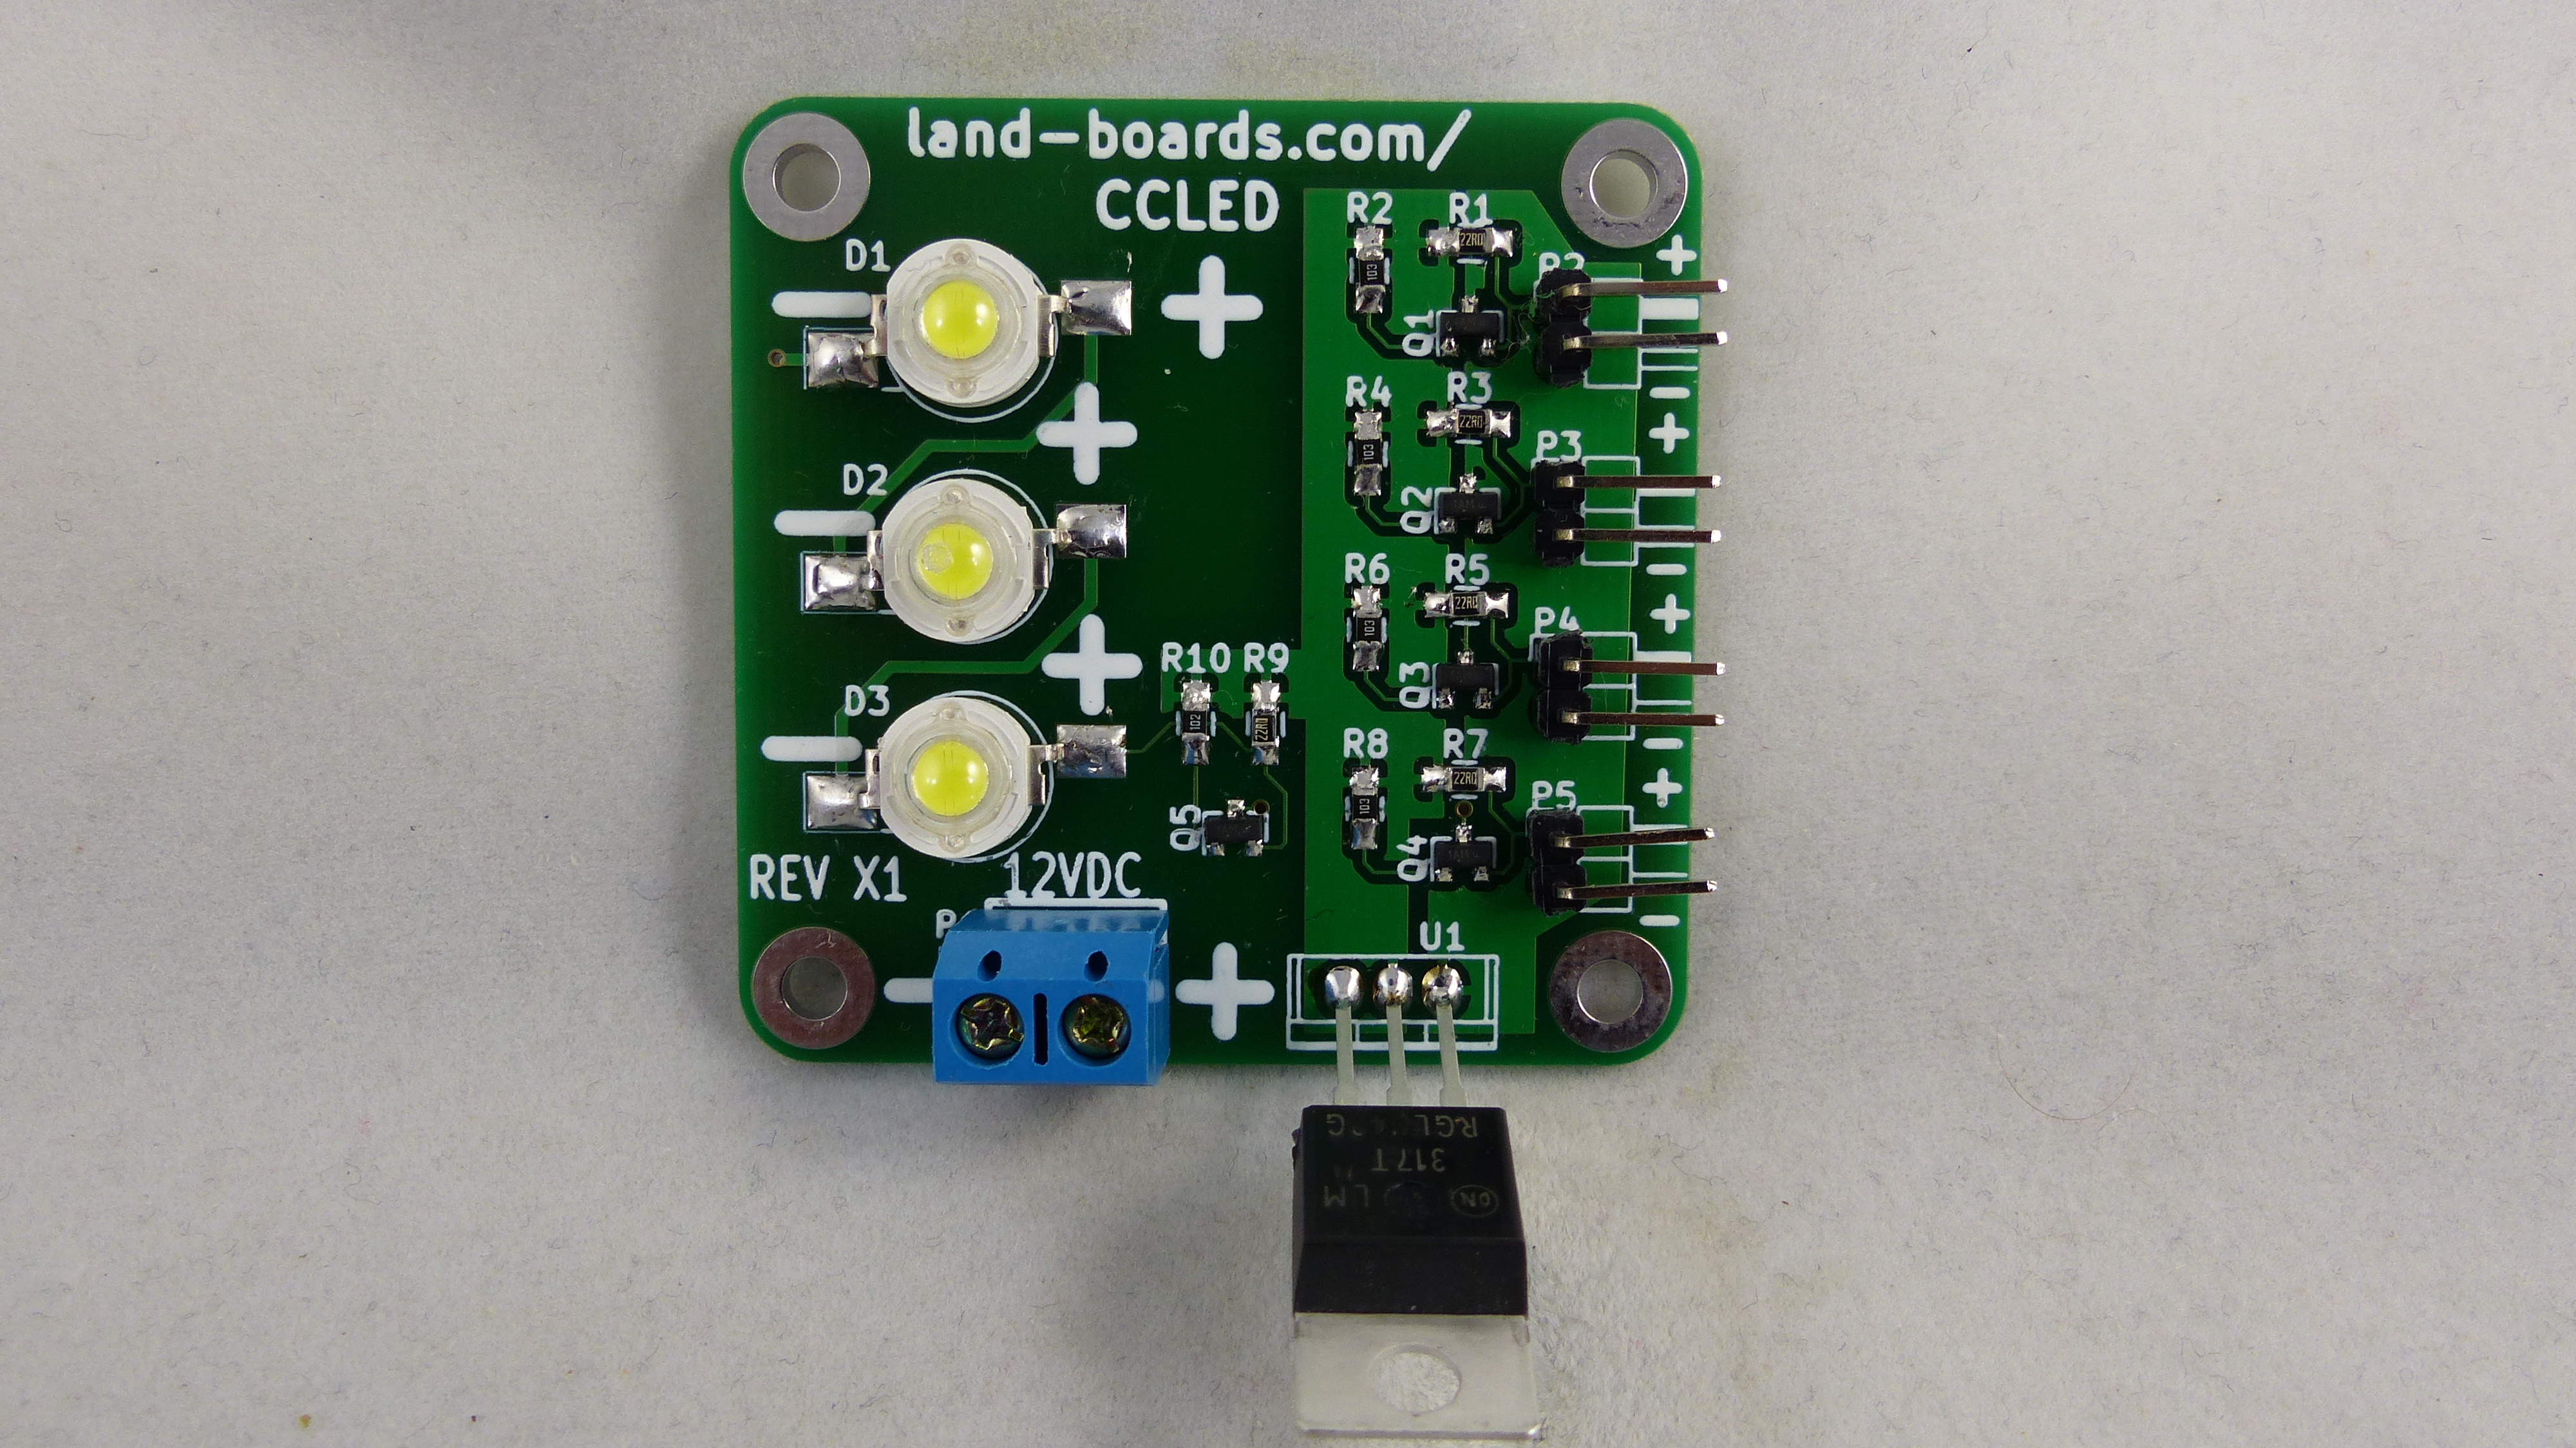 land-boards.com/
CCLED
D1
+
R2 R1
P2
+
−
Q1
−
+
R4 R3
D2
P3
+
−
Q2
−
+
R6 R5
P4
+
R10 R9
Q3
D3
−
−
R8 R7
P5
+
Q5
Q4
REV X1
12VDC
−
U1
−
+
22R0
103
22R0
103
22R0
103
102
22R0
22R0
103
LM
317T
ON